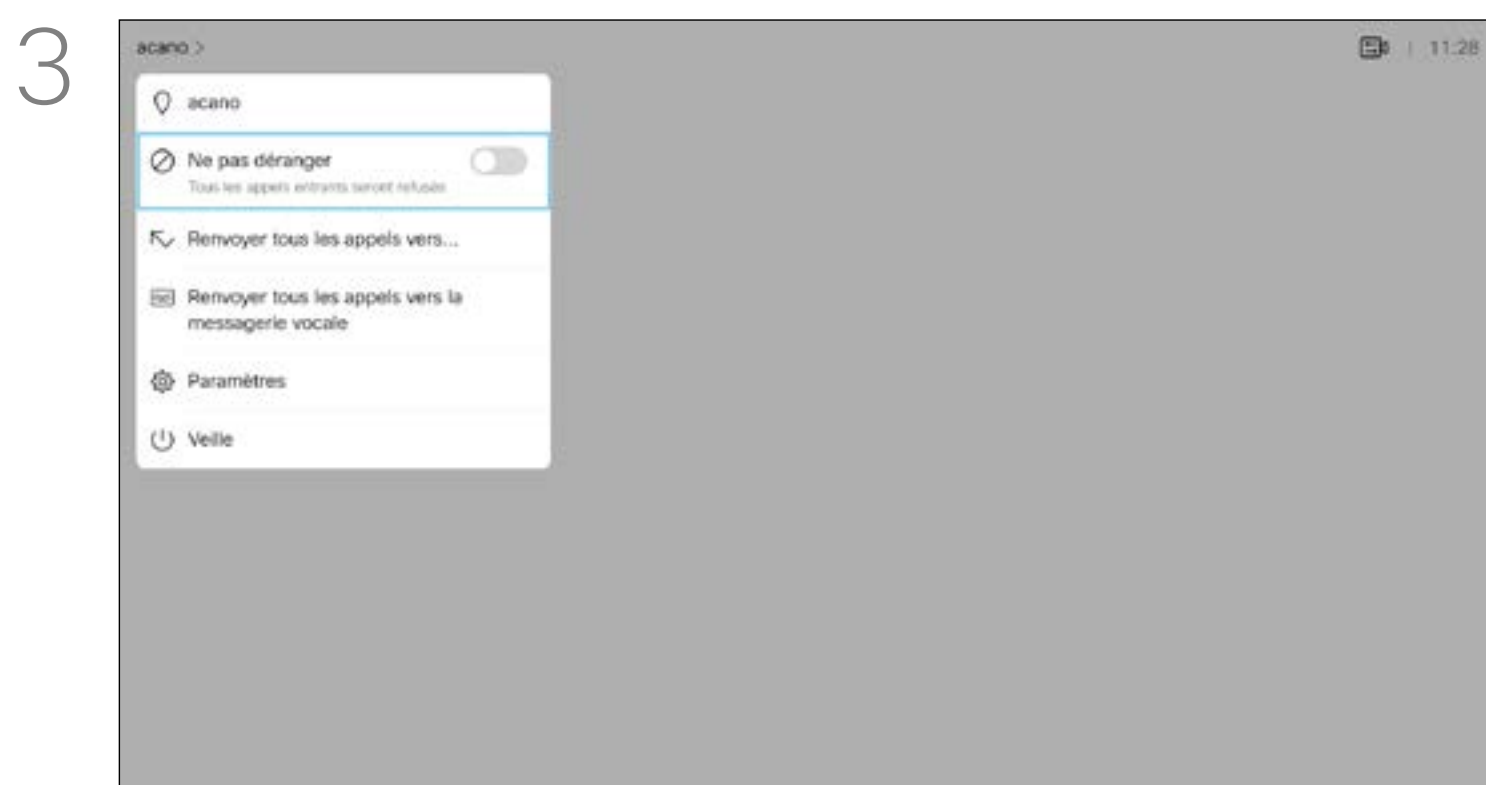 3
acano >
11:28
acano
Ne pas déranger
Tous les appels entrants seront refusés
Renvoyer tous les appels vers...
Renvoyer tous les appels vers la
messagerie vocale
Paramètres
Veille